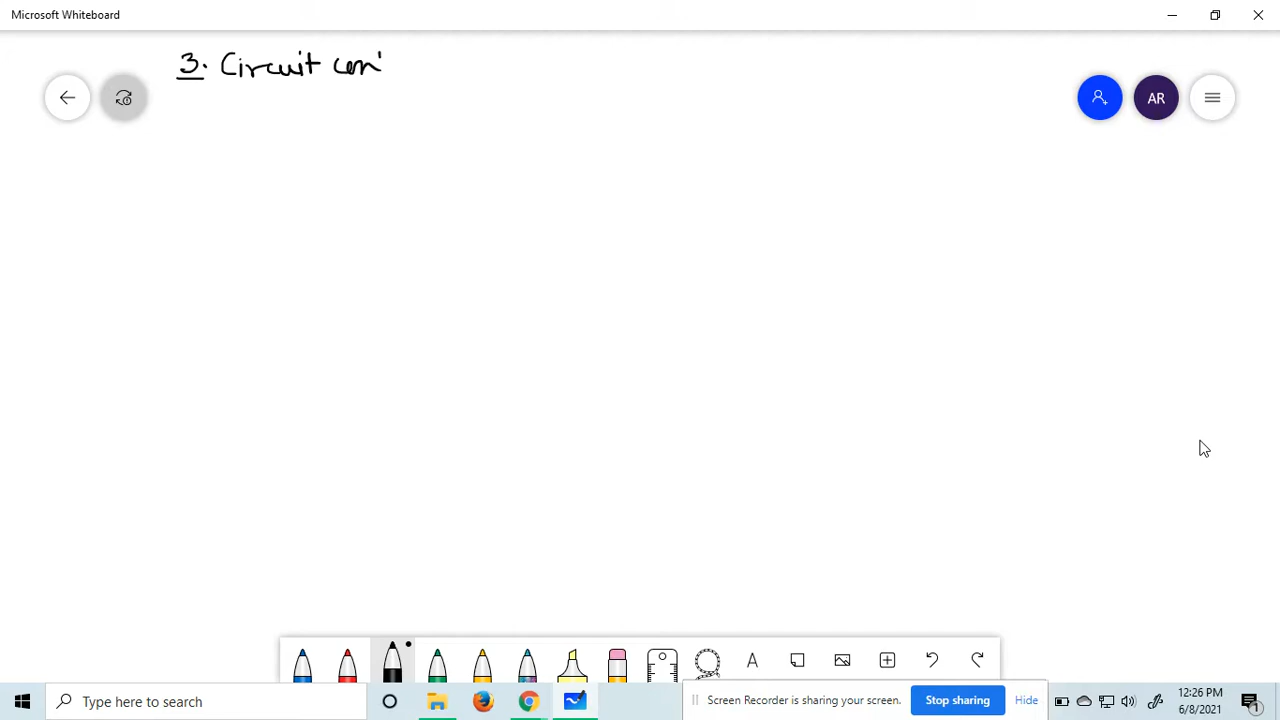 Microsoft Whiteboard
3. Circuit con
AR
A
Type here to search
Screen Recorder is sharing your screen.
Stop sharing
Hide
12:26 PM
6/8/2021
1